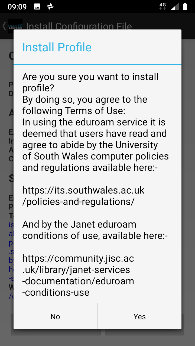 09:09
Install Configuration File
Install Profile
Are you sure you want to install
profile?
By doing so, you agree to the
following Terms of Use:
In using the eduroam service it is
deemed that users have read and
agree to abide by the University
of South Wales computer policies
and regulations available here:-
https://its.southwales.ac.uk
/policies-and-regulations/
And by the Janet eduroam
conditions of use, available here:-
https://community.jisc.ac
.uk/library/janet-services
-documentation/eduroam
-conditions-use
No
Yes